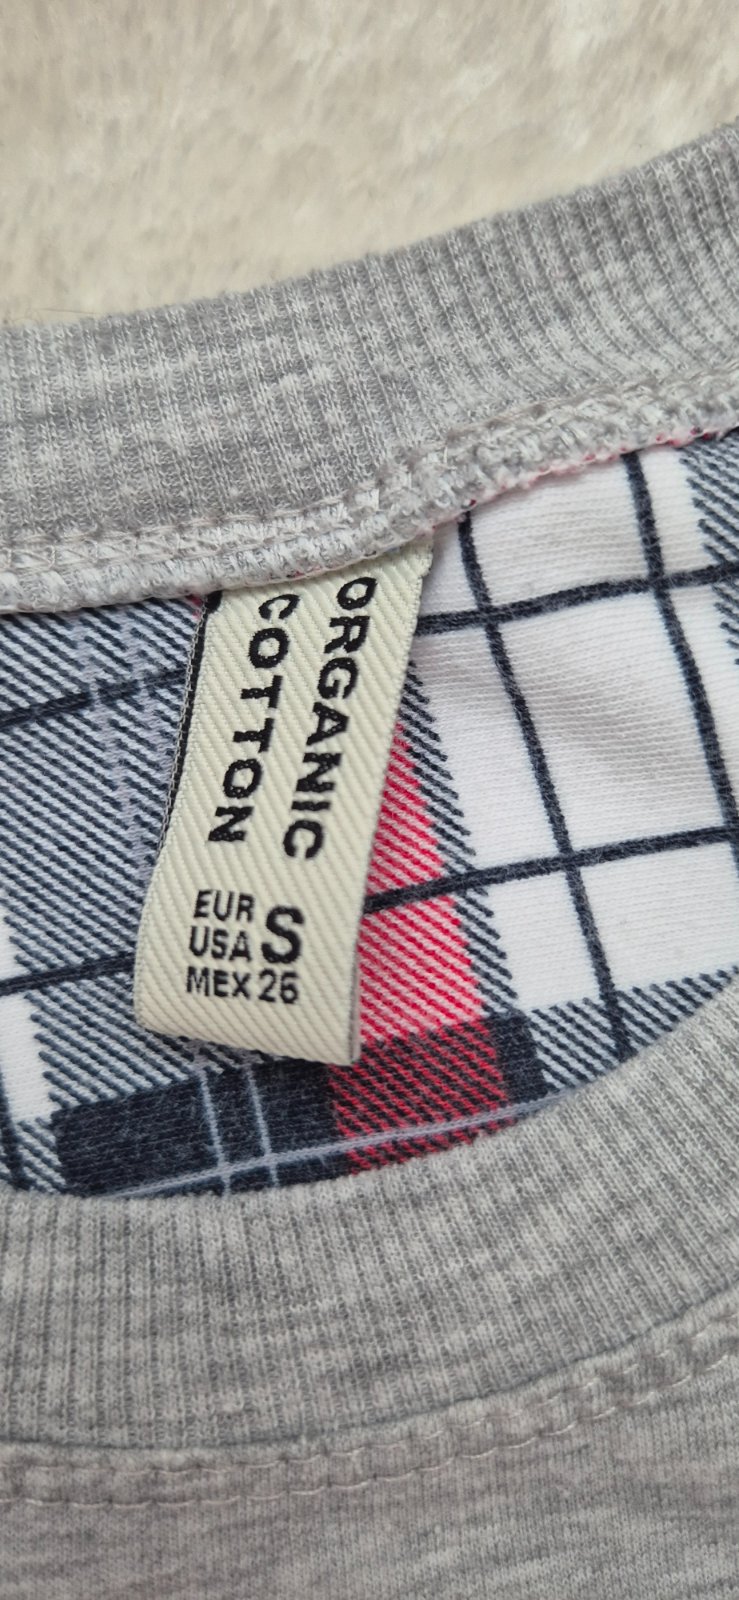 ORGANIC
COTTON
EUR
USA S
MEX 26